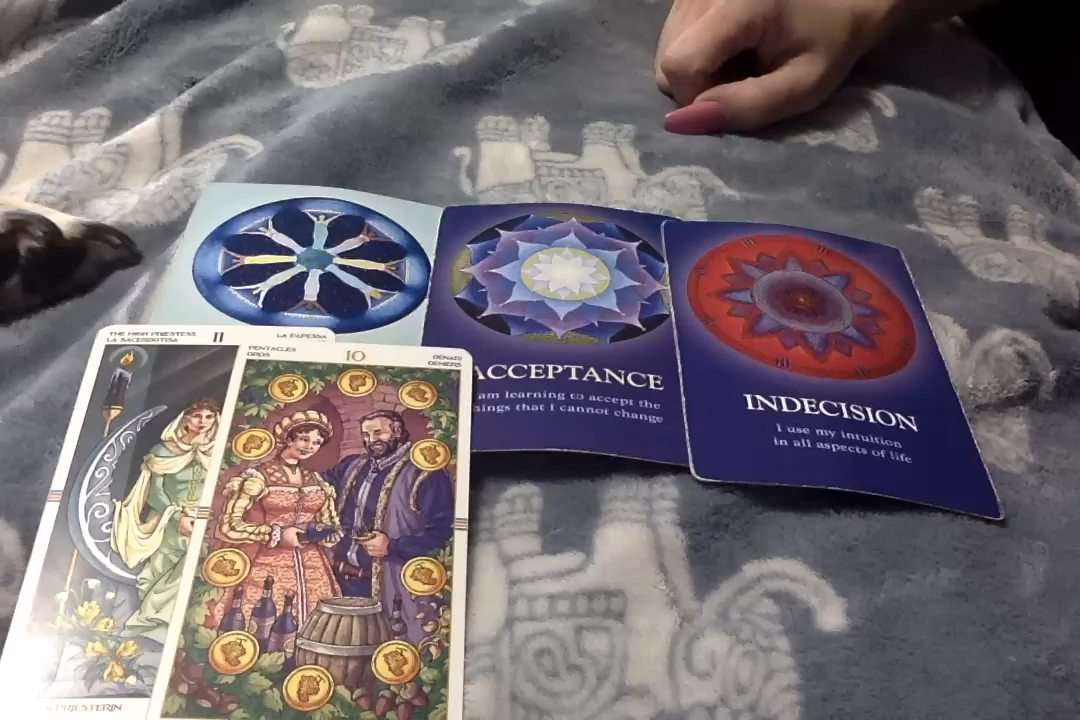 THE HIGH PRIESTESS
LA SACERDOTISA
II
LA PAPESSA
PRIESTERIN
PENTACLES
OROS
10
DENARI
DENIERS
ACCEPTANCE
am learning to accept the
hings that I cannot change
INDECISION
I use my intuition
in all aspects of life